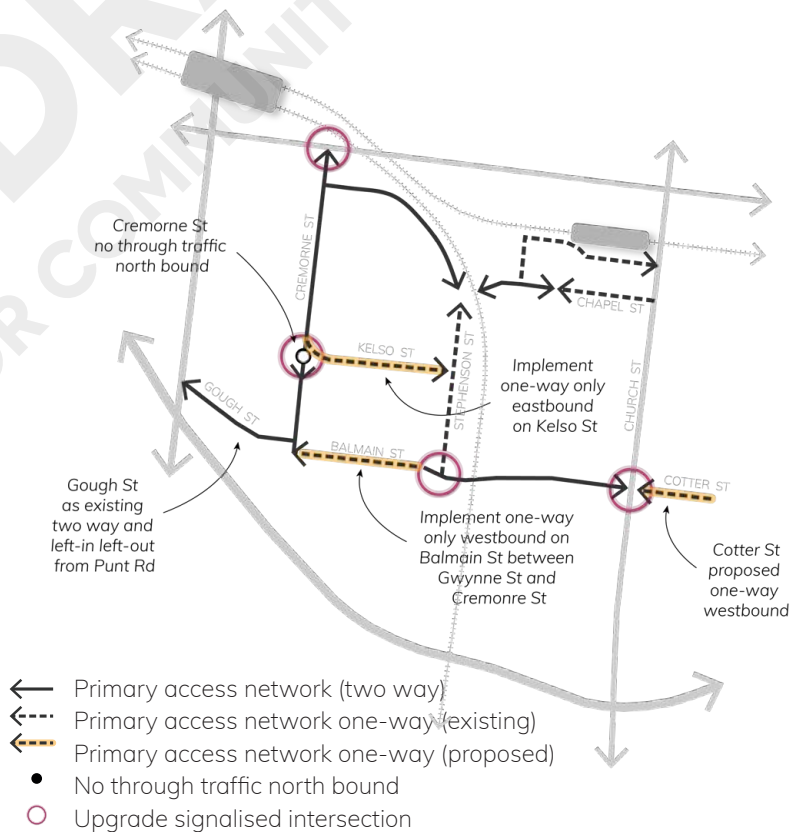 DRA
FOR COMMUNIT
Cremorne St
no through traffic
north bound
CREMORNE ST
KELSO ST
STEPHENSON ST
CHAPEL ST
CHURCH ST
Implement
one-way only
eastbound
on Kelso St
GOUGH ST
BALMAIN ST
COTTER ST
Gough St
as existing
two way and
left-in left-out
from Punt Rd
Implement one-way
only westbound on
Balmain St between
Gwynne St and
Cremonre St
Cotter St
proposed
one-way
westbound
Primary access network (two way)
Primary access network one-way (existing)
Primary access network one-way (proposed)
No through traffic north bound
Upgrade signalised intersection